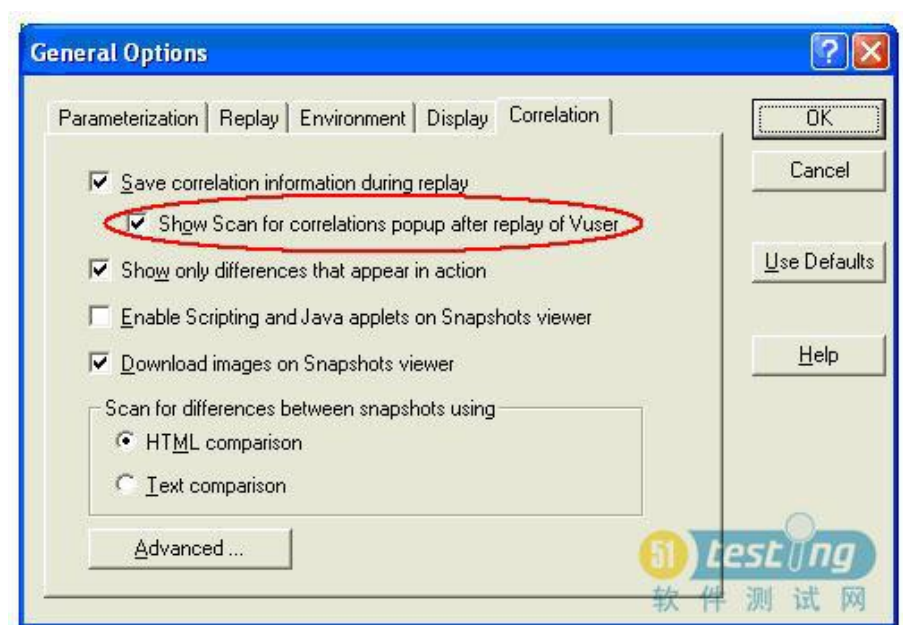 General Options
Parameterization Replay Environment Display Correlation
OK
Save correlation information during replay
Cancel
Show Scan for correlations popup after replay of Vuser
Show only differences that appear in action
Use Defaults
Enable Scripting and Java applets on Snapshots viewer
Download images on Snapshots viewer
Help
Scan for differences between snapshots using
HTML comparison
Text comparison
Advanced ...
51 testing
软件测试网